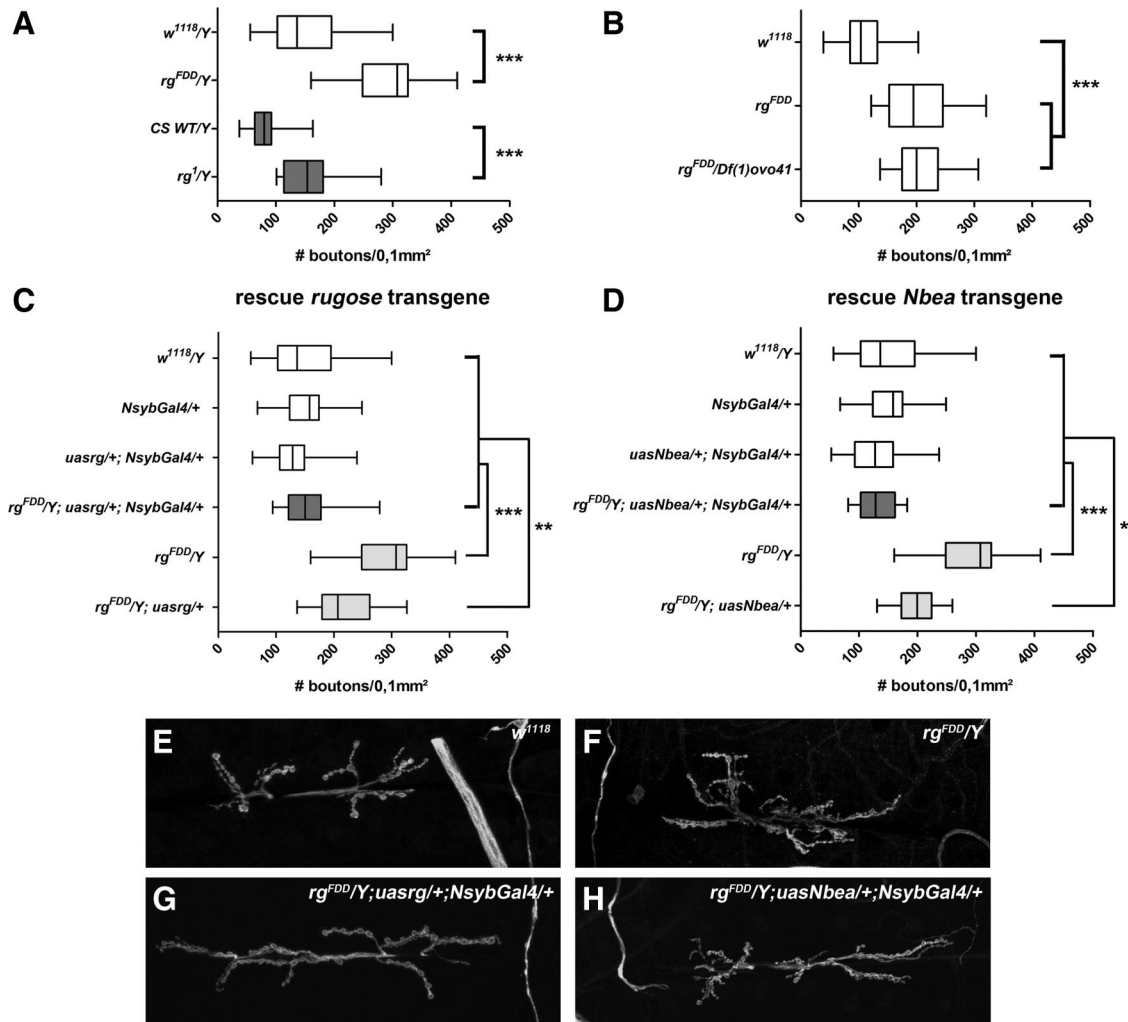 A
w1118/Y
rgFDD/Y
CS WT/Y
rg1/Y
***
***
0 100 200 300 400 500
# boutons/0,1mm²
B
w1118
rgFDD
rgFDD/Df(1)ovo41
***
0 100 200 300 400 500
# boutons/0,1mm²
C
rescue rugose transgene
w1118/Y
NsybGal4/+
uasrg/+; NsybGal4/+
rgFDD/Y; uasrg/+; NsybGal4/+
rgFDD/Y
rgFDD/Y; uasrg/+
***
**
0 100 200 300 400 500
# boutons/0,1mm²
D
rescue Nbea transgene
w1118/Y
NsybGal4/+
uasNbea/+; NsybGal4/+
rgFDD/Y; uasNbea/+; NsybGal4/+
rgFDD/Y
rgFDD/Y; uasNbea/+
***
*
0 100 200 300 400 500
# boutons/0,1mm²
E
w1118
F
rgFDD/Y
G
rgFDD/Y;uasrg/+;NsybGal4/+
H
rgFDD/Y;uasNbea/+;NsybGal4/+